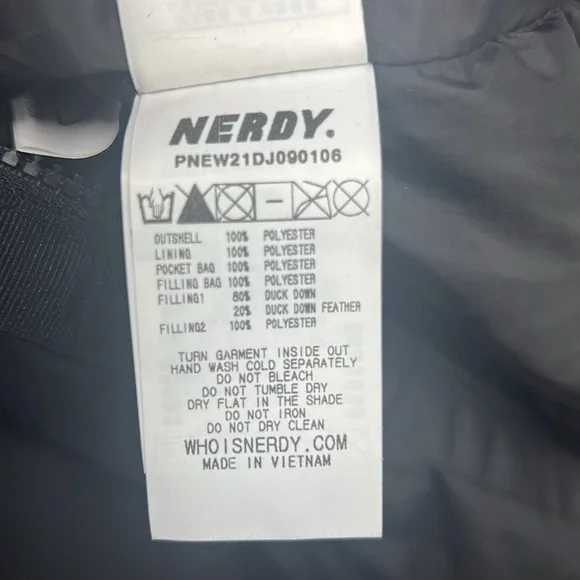 NERDY.
PNEW21DJ090106
OUTSHELL 100% POLYESTER
LINING 100% POLYESTER
POCKET BAG 100% POLYESTER
FILLING BAG 100% POLYESTER
FILLING1 80% DUCK DOWN
20% DUCK DOWN FEATHER
FILLING2 100% POLYESTER
TURN GARMENT INSIDE OUT
HAND WASH COLD SEPARATELY
DO NOT BLEACH
DO NOT TUMBLE DRY
DRY FLAT IN THE SHADE
DO NOT IRON
DO NOT DRY CLEAN
WHOISNERDY.COM
MADE IN VIETNAM